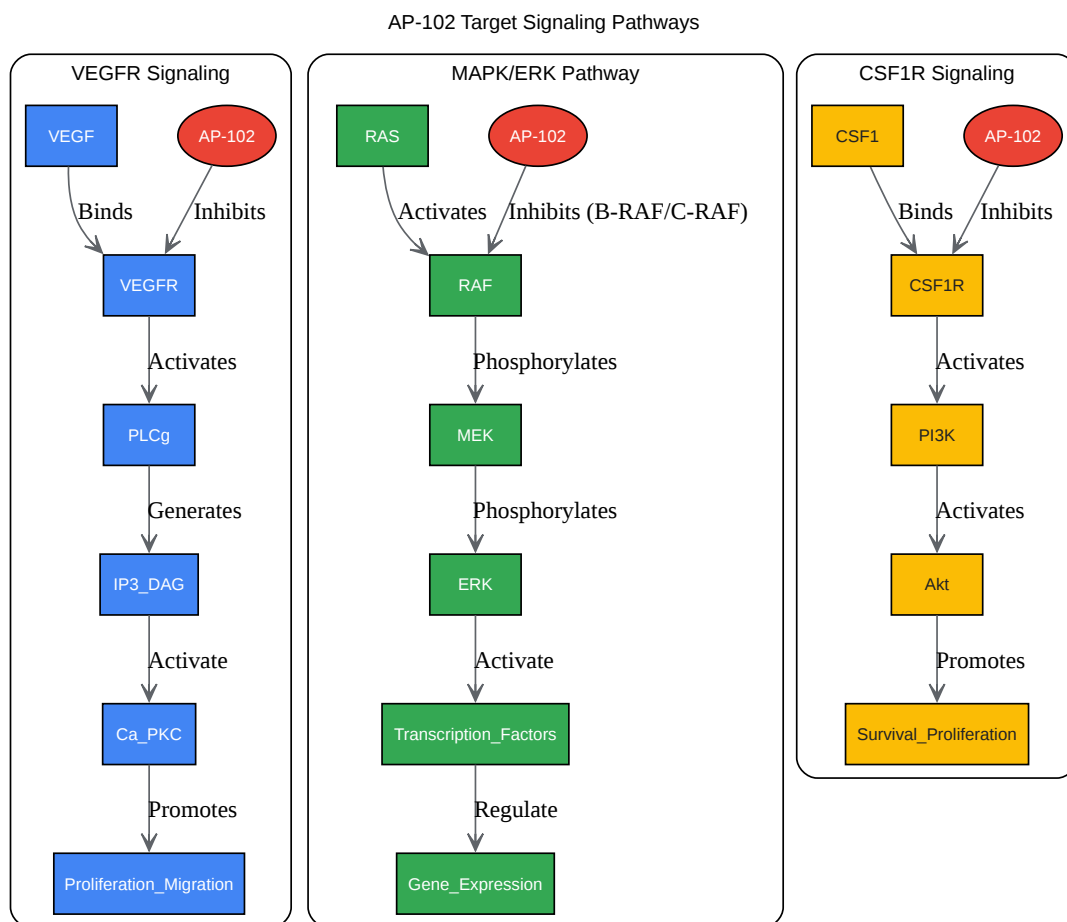 AP-102 Target Signaling Pathways
VEGFR Signaling
VEGF
AP-102
Binds
Inhibits
VEGFR
Activates
PLCg
Generates
IP3_DAG
Activate
Ca_PKC
Promotes
Proliferation_Migration
MAPK/ERK Pathway
RAS
AP-102
Activates
Inhibits (B-RAF/C-RAF)
RAF
Phosphorylates
MEK
Phosphorylates
ERK
Activate
Transcription_Factors
Regulate
Gene_Expression
CSF1R Signaling
CSF1
AP-102
Binds
Inhibits
CSF1R
Activates
PI3K
Activates
Akt
Promotes
Survival_Proliferation